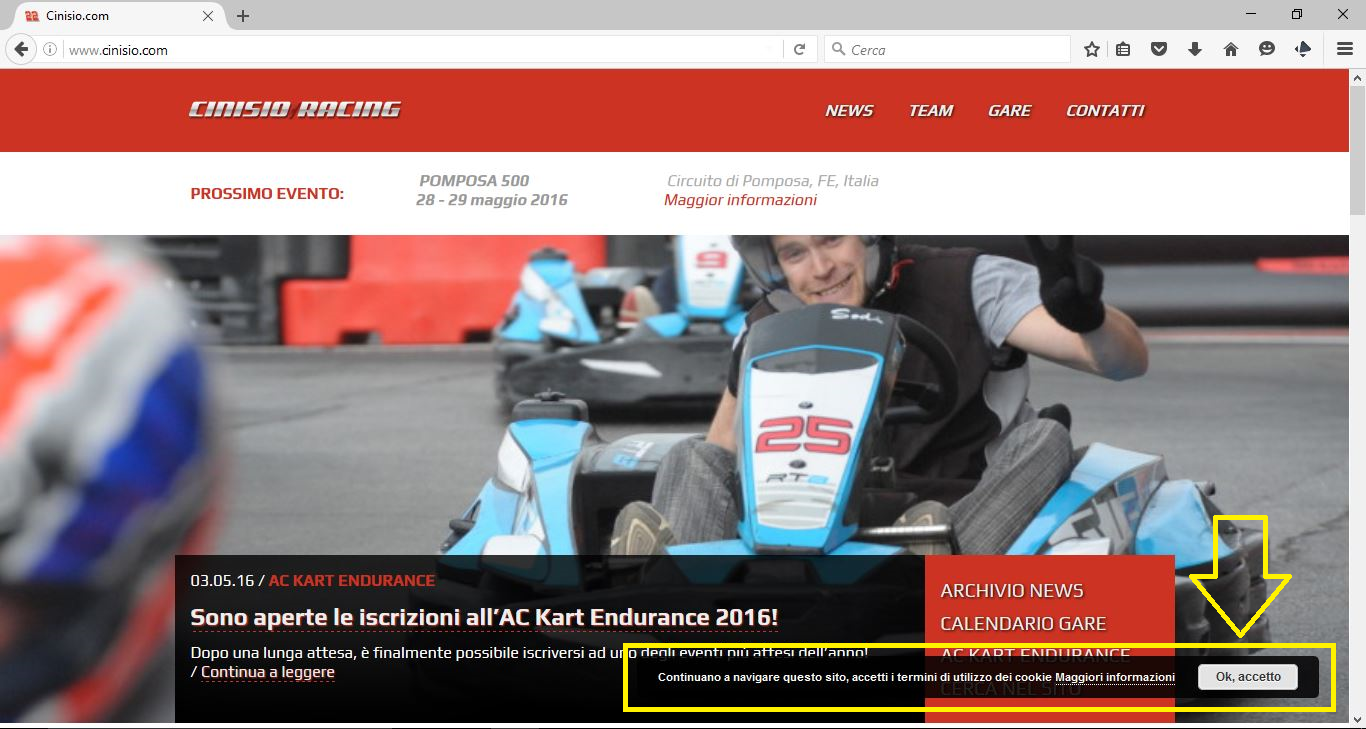 Cinisio.com
www.cinisio.com
Cerca
CINISIO RACING
NEWS TEAM GARE CONTATTI
PROSSIMO EVENTO:
POMPOSA 500
28 - 29 maggio 2016
Circuito di Pomposa, FE, Italia
Maggior informazioni
9
Sodi
25
RT8
03.05.16 / AC KART ENDURANCE
Sono aperte le iscrizioni all'AC Kart Endurance 2016!
Dopo una lunga attesa, è finalmente possibile iscriversi ad uno degli eventi più attesi dell'anno!
/ Continua a leggere
ARCHIVIO NEWS
CALENDARIO GARE
AC KART ENDURANCE
CERCA NEL SITO
Continuano a navigare questo sito, accetti i termini di utilizzo dei cookie Maggiori informazioni
Ok, accetto